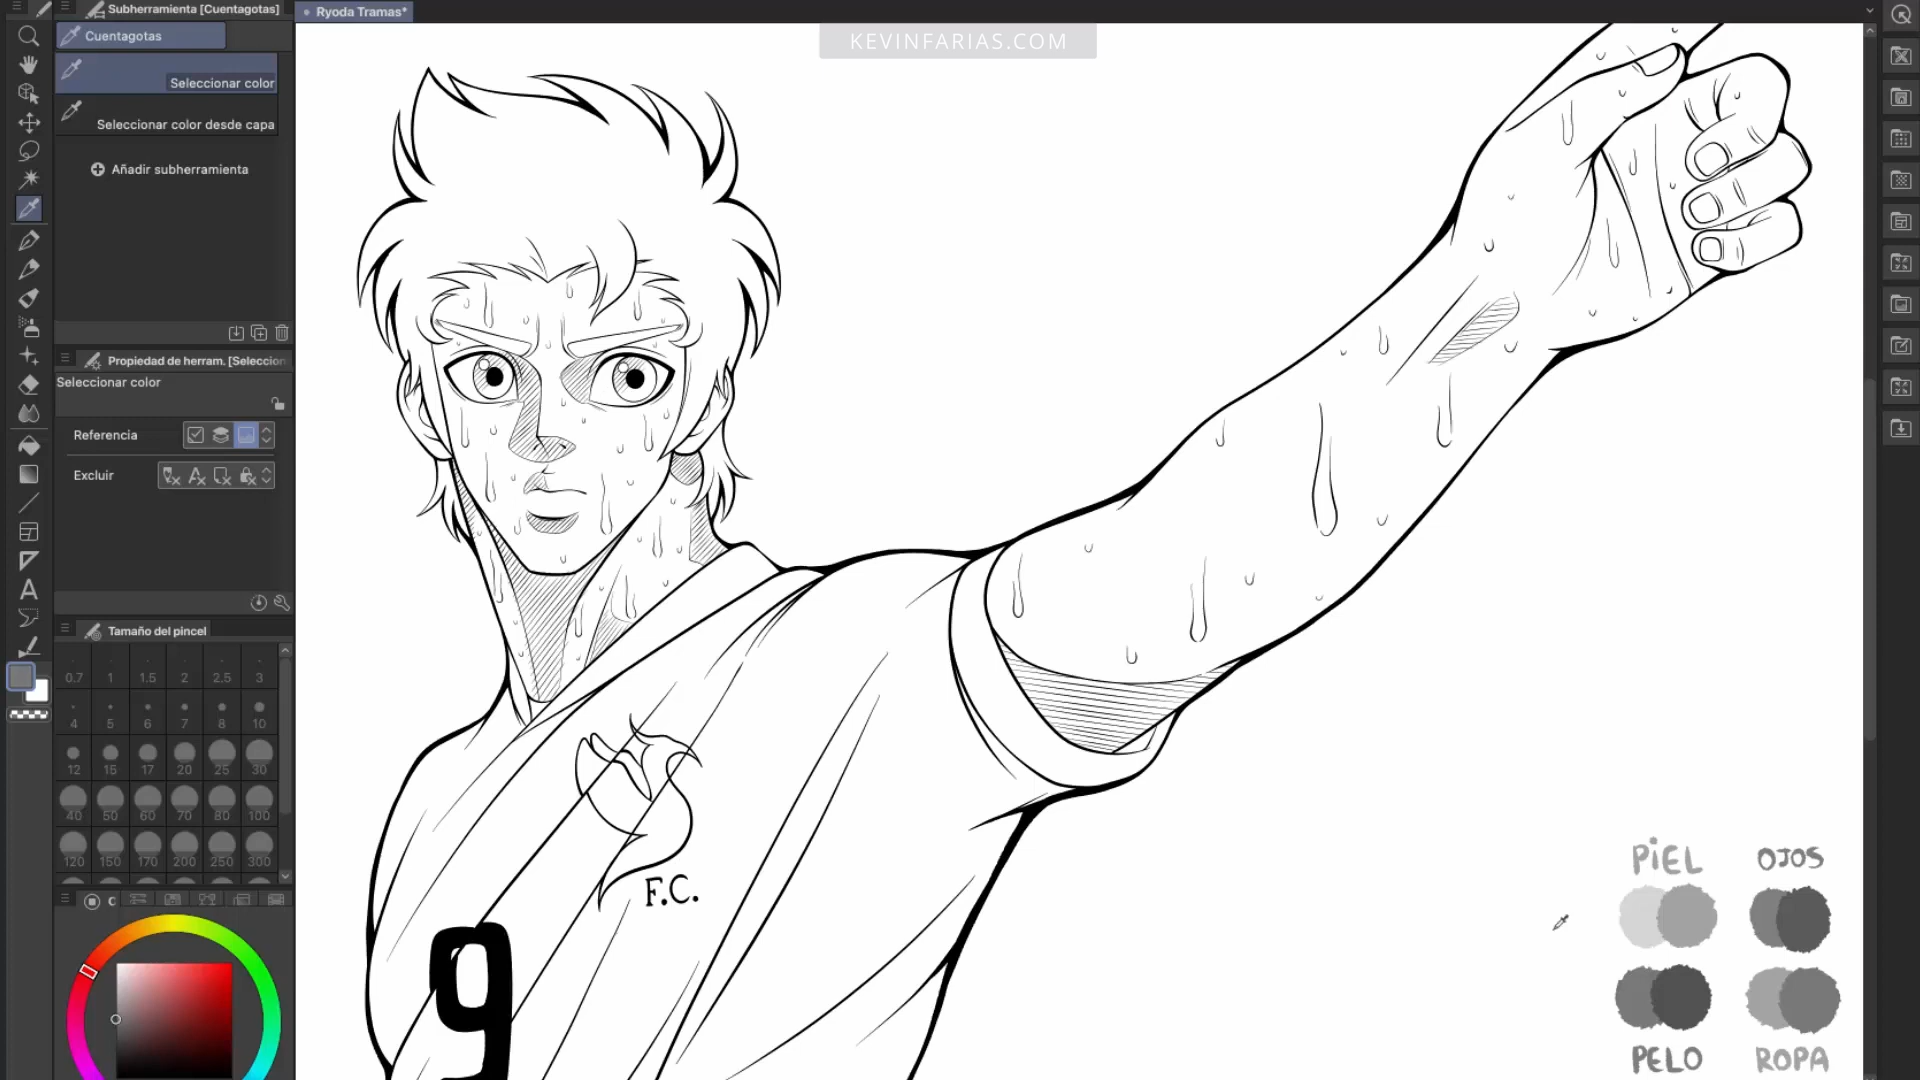 Subherramienta [Cuentagotas]
Ryoda Tramas*
Cuentagotas
KEVINFARIAS.COM
Seleccionar color
Seleccionar color desde capa
Añadir subherramienta
Propiedad de herram. [Seleccion
Seleccionar color
Referencia
Excluir
Tamaño del pincel
0.7 1 1.5 2 2.5 3
4 5 6 7 8 10
12 15 17 20 25 30
40 50 60 70 80 100
120 150 170 200 250 300
C
F.C.
9
PiEL OJOS
PELO ROPA